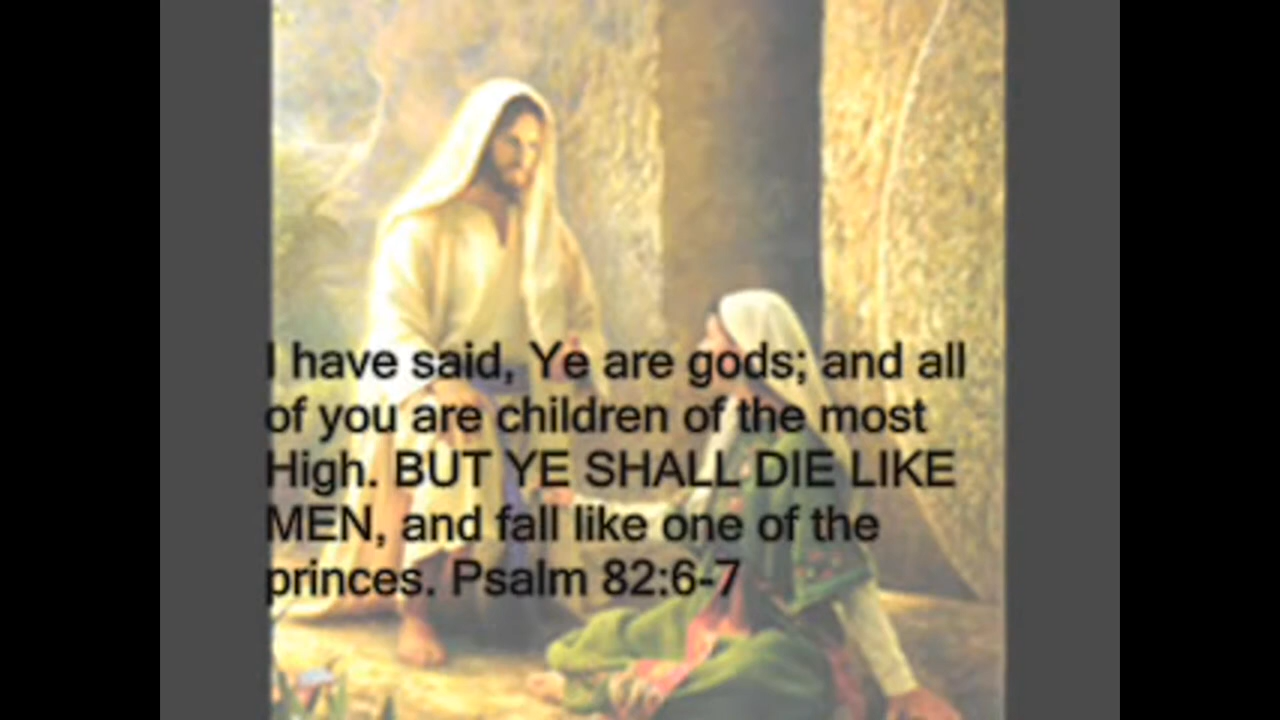 I have said, Ye are gods; and all
of you are children of the most
High. BUT YE SHALL DIE LIKE
MEN, and fall like one of the
princes. Psalm 82:6-7